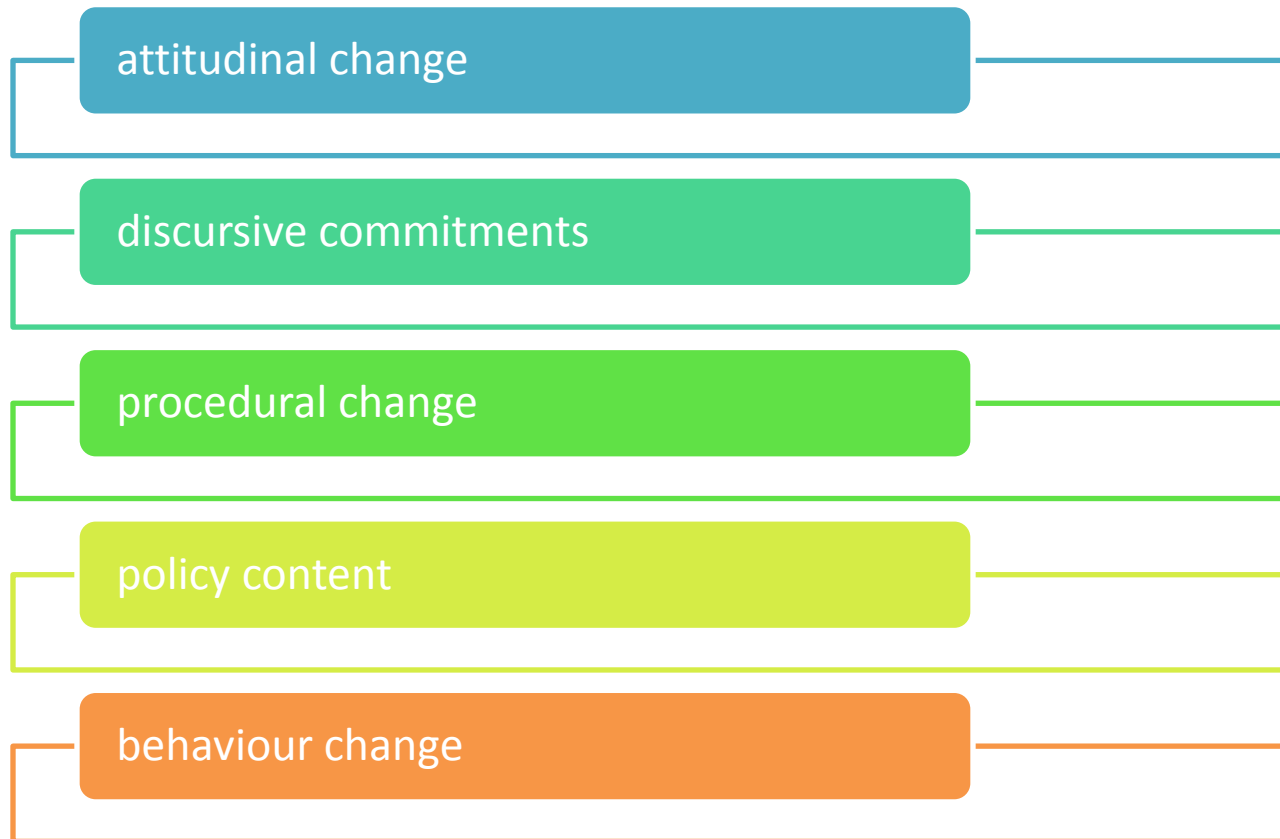 attitudinal change
discursive commitments
procedural change
policy content
behaviour change